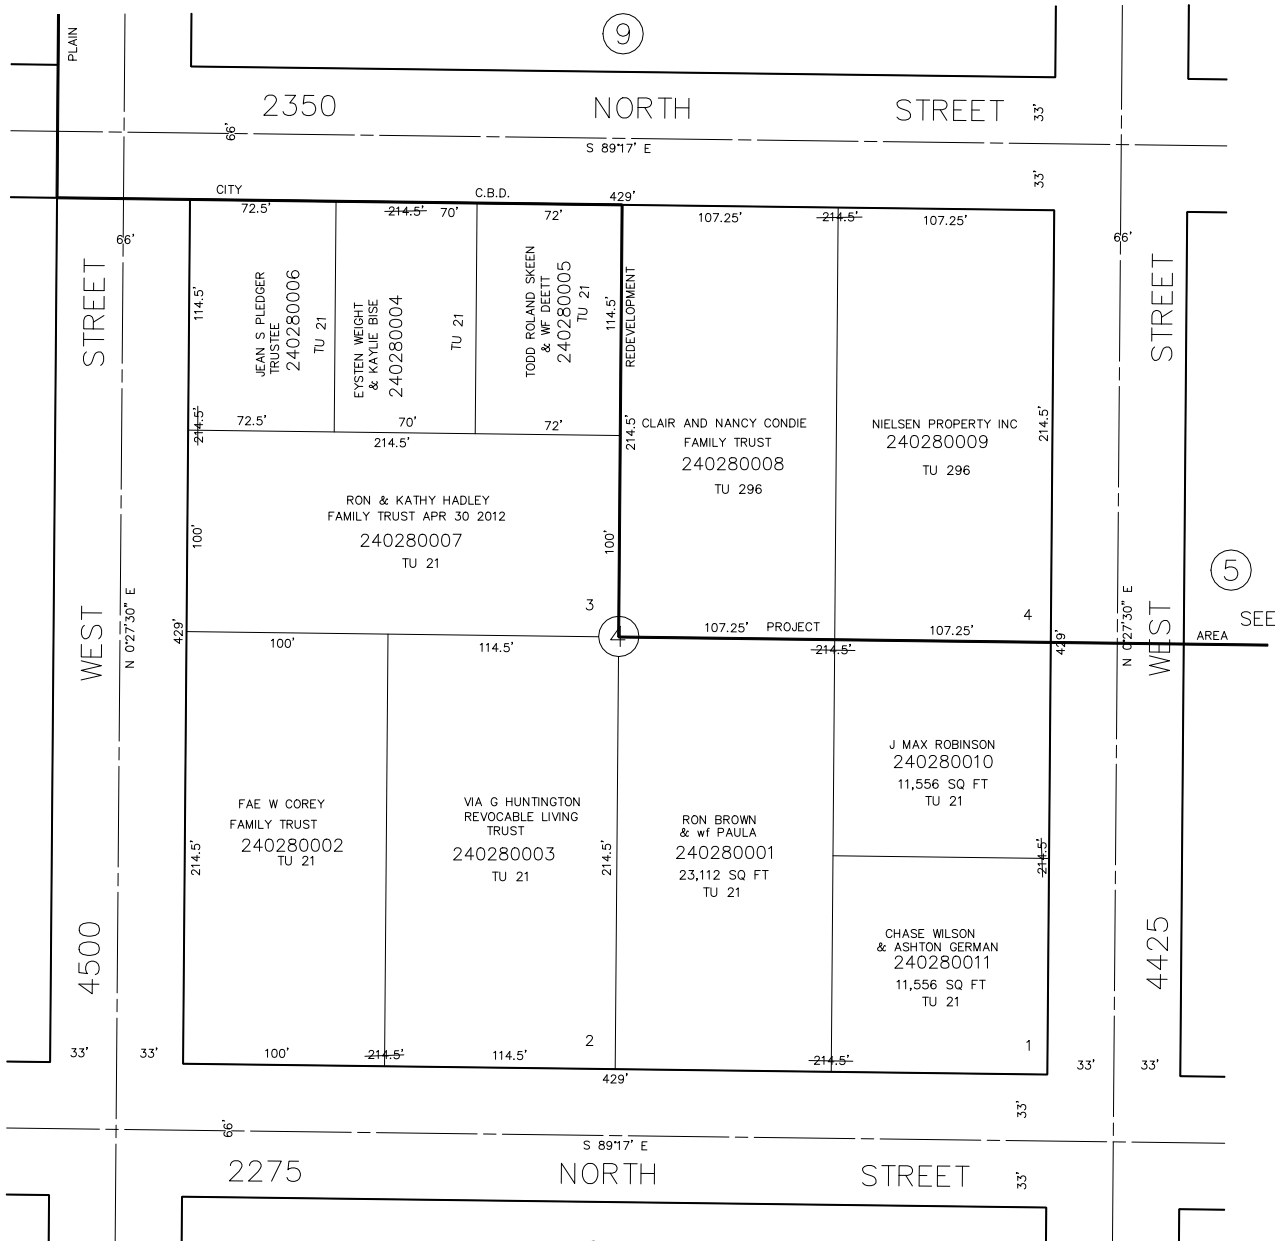 PLAIN
9
2350 NORTH STREET
33'
66'
S 89°17' E
33'
CITY
C.B.D.
429'
72.5'
214.5'
70'
72'
107.25'
214.5'
107.25'
66'
66'
STREET
114.5'
JEAN S PLEDGER
TRUSTEE
240280006
TU 21
EYSTEN WEIGHT
& KAYLIE BISE
240280004
TU 21
TODD ROLAND SKEEN
& WF DEETT
240280005
TU 21
114.5'
REDEVELOPMENT
STREET
214.5'
72.5'
70'
72'
214.5'
214.5'
CLAIR AND NANCY CONDIE
FAMILY TRUST
240280008
TU 296
NIELSEN PROPERTY INC
240280009
TU 296
214.5'
RON & KATHY HADLEY
FAMILY TRUST APR 30 2012
240280007
TU 21
100'
100'
5
SEE
WEST
N 0°27'30" E
429'
3
4
4
107.25'
PROJECT
107.25'
214.5'
429'
N 0°27'30" E
WEST
AREA
100'
114.5'
J MAX ROBINSON
240280010
11,556 SQ FT
TU 21
FAE W COREY
FAMILY TRUST
240280002
TU 21
214.5'
VIA G HUNTINGTON
REVOCABLE LIVING
TRUST
240280003
TU 21
214.5'
RON BROWN
& wf PAULA
240280001
23,112 SQ FT
TU 21
214.5'
CHASE WILSON
& ASHTON GERMAN
240280011
11,556 SQ FT
TU 21
4500
4425
33'
33'
100'
214.5'
114.5'
2
214.5'
1
33'
33'
429'
66'
33'
S 89°17' E
2275 NORTH STREET
33'